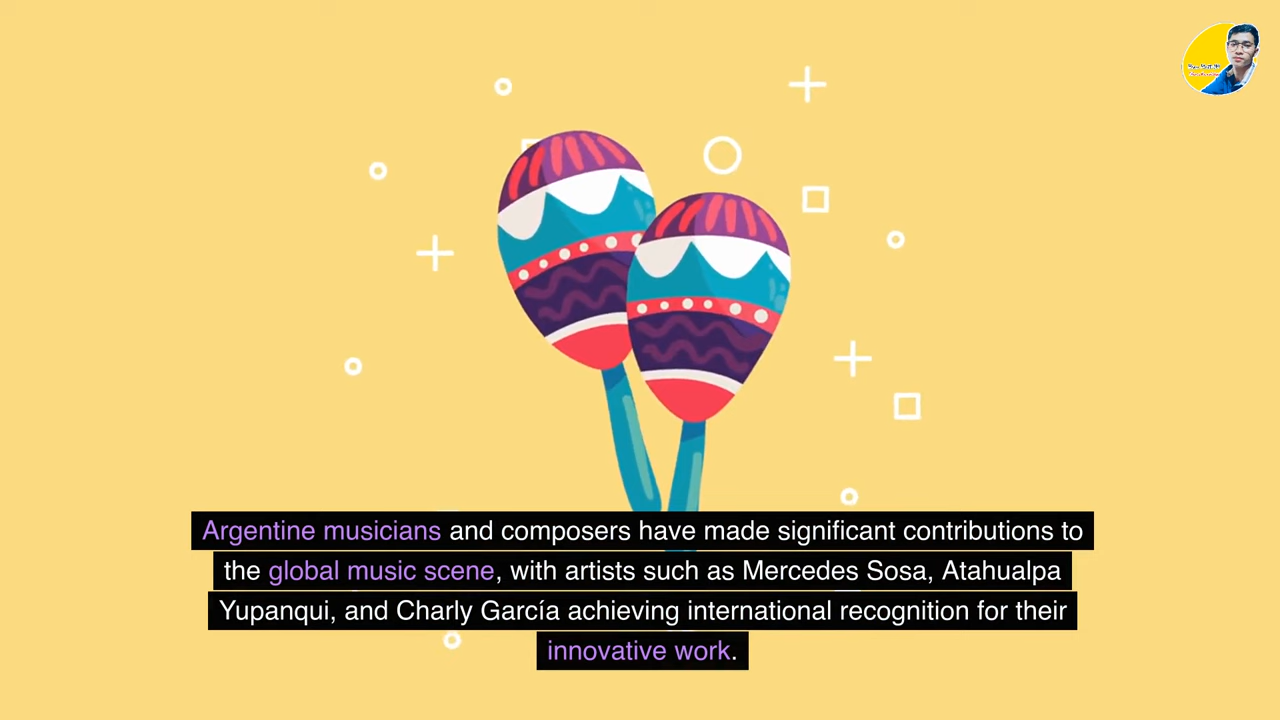 Argentine musicians and composers have made significant contributions to
the global music scene, with artists such as Mercedes Sosa, Atahualpa
Yupanqui, and Charly García achieving international recognition for their
innovative work.